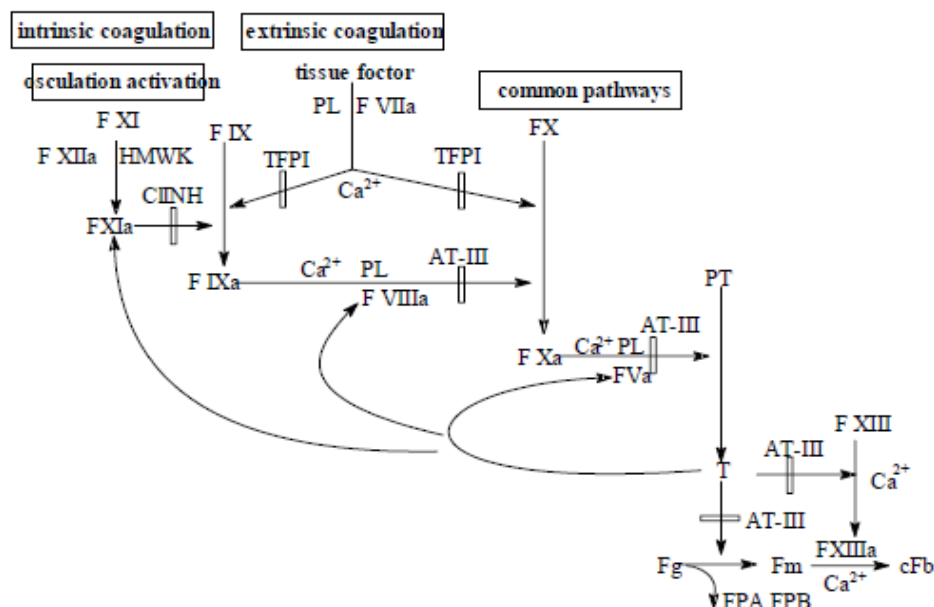 intrinsic coagulation
extrinsic coagulation
osculation activation
tissue foctor
common pathways
PL F VIIa
F XI
F IX
FX
F XIIa HMWK
TFPI
TFPI
Ca2+
CIINH
FXIa
F IXa
Ca2+ PL
AT-III
F VIIIa
PT
AT-III
F Xa
Ca2+ PL
FVa
F XIII
T
AT-III
Ca2+
AT-III
FXIIIa
Fg
Fm
Ca2+
cFb
FPA FPB